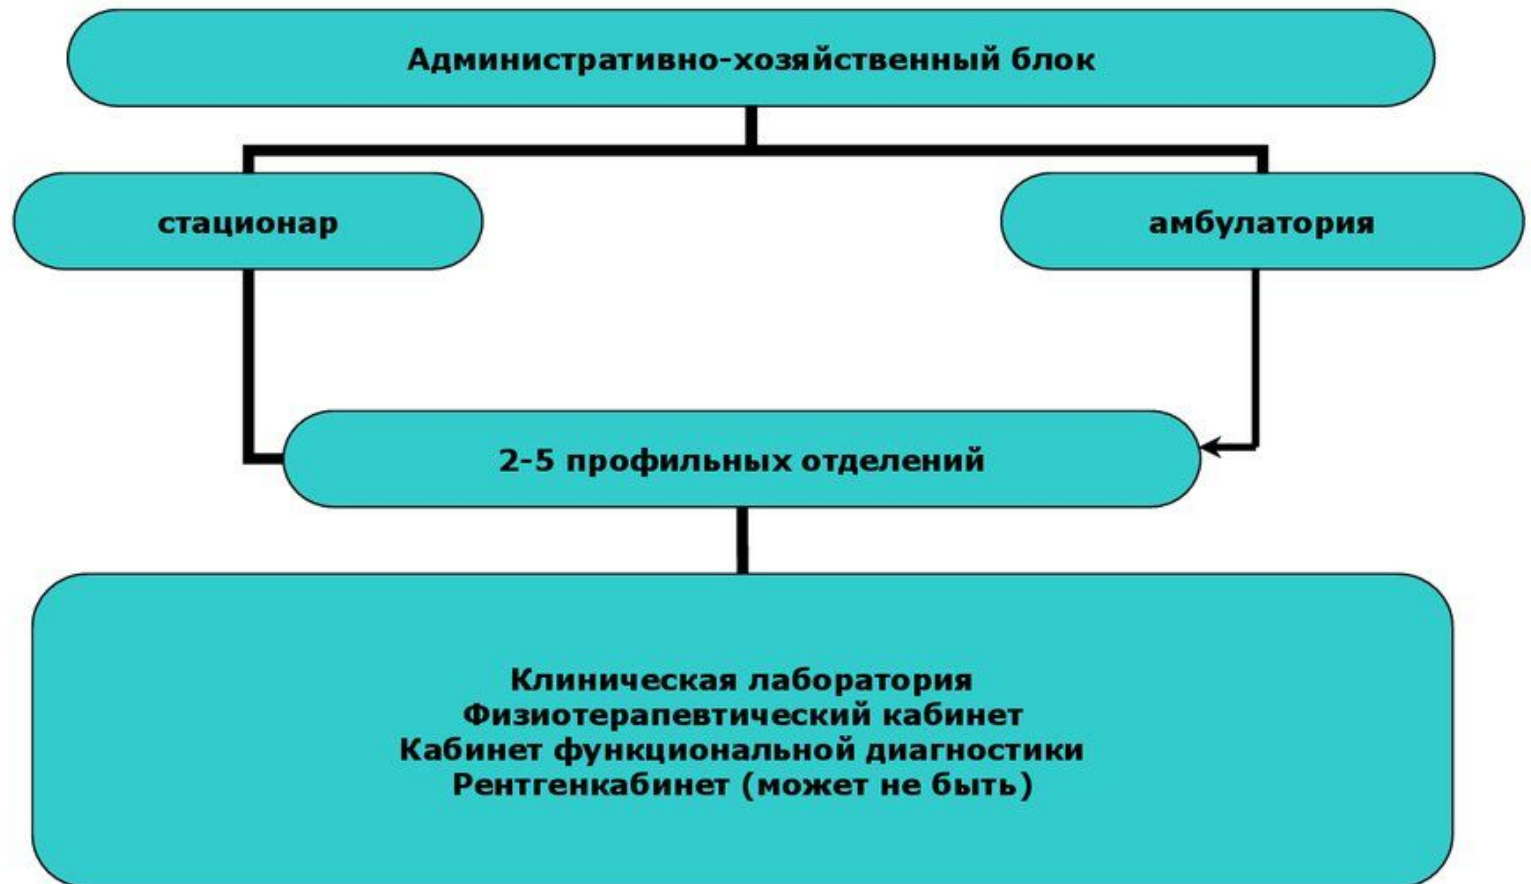 Административно-хозяйственный блок
стационар
амбулатория
2-5 профильных отделений
Клиническая лаборатория
Физиотерапевтический кабинет
Кабинет функциональной диагностики
Рентгенкабинет (может не быть)